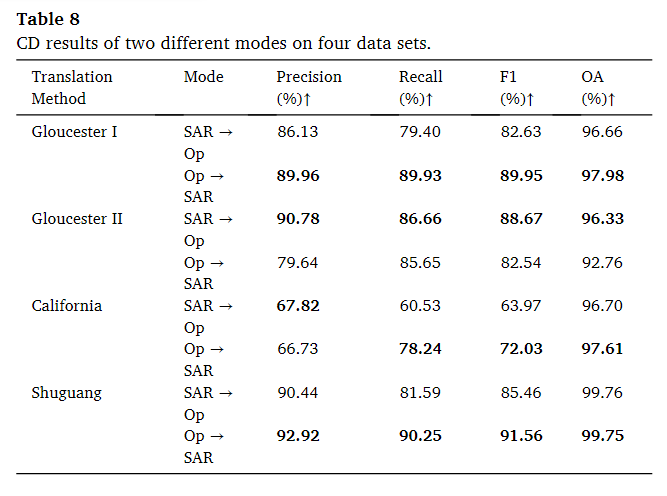 Table 8
CD results of two different modes on four data sets.
Translation Mode Precision Recall F1 OA
Method (%)↑ (%)↑ (%)↑ (%)↑
Gloucester I SAR → 86.13 79.40 82.63 96.66
Op
Op → 89.96 89.93 89.95 97.98
SAR
Gloucester II SAR → 90.78 86.66 88.67 96.33
Op
Op → 79.64 85.65 82.54 92.76
SAR
California SAR → 67.82 60.53 63.97 96.70
Op
Op → 66.73 78.24 72.03 97.61
SAR
Shuguang SAR → 90.44 81.59 85.46 99.76
Op
Op → 92.92 90.25 91.56 99.75
SAR